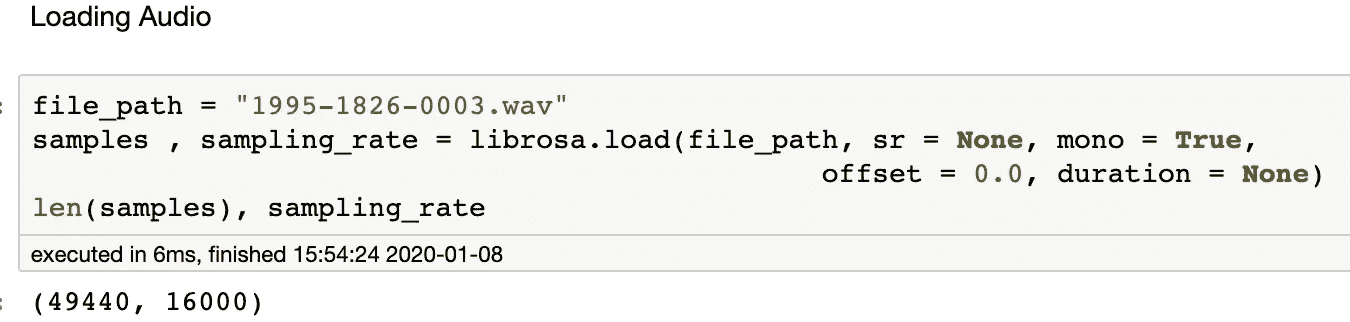 Loading Audio
:
file_path = "1995-1826-0003.wav"
samples , sampling_rate = librosa.load(file_path, sr = None, mono = True,
offset = 0.0, duration = None)
len(samples), sampling_rate
executed in 6ms, finished 15:54:24 2020-01-08
: (49440, 16000)